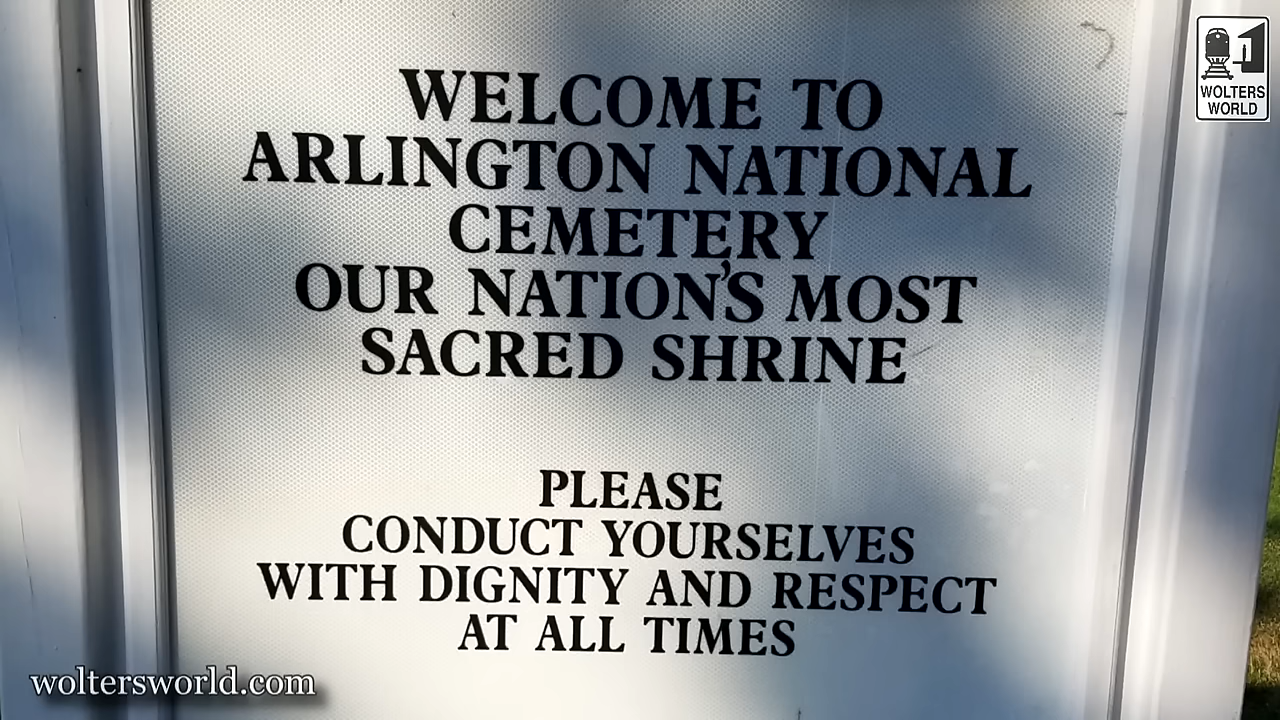 WELCOME TO
ARLINGTON NATIONAL
CEMETERY
OUR NATION'S MOST
SACRED SHRINE
PLEASE
CONDUCT YOURSELVES
WITH DIGNITY AND RESPECT
AT ALL TIMES
WOLTERS
WORLD
woltersworld.com